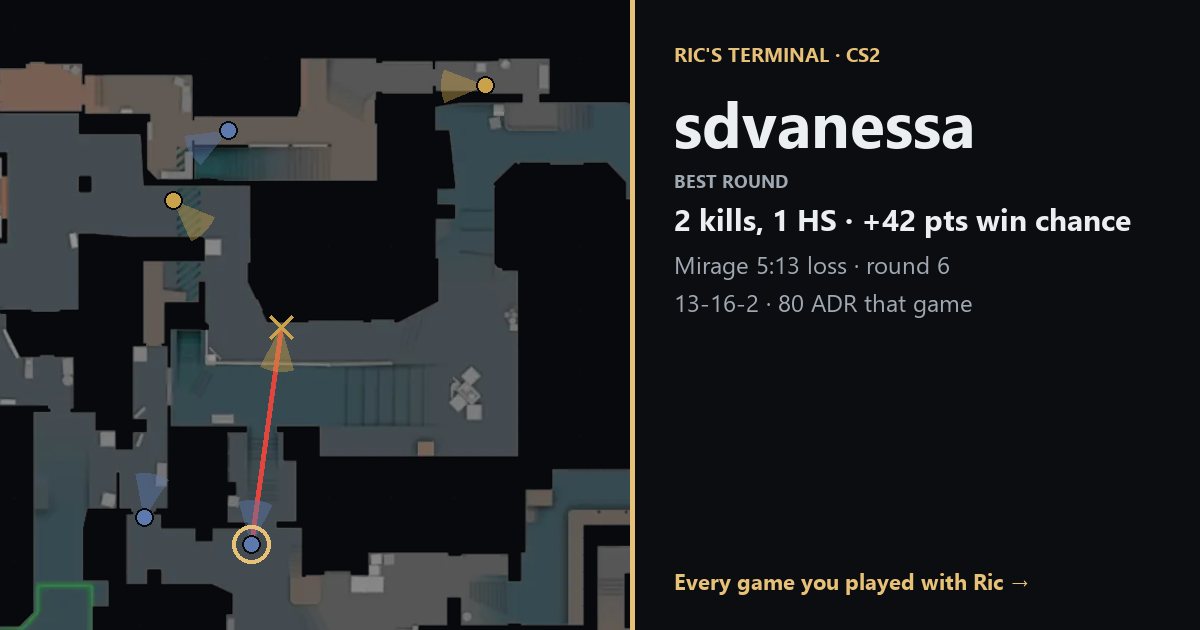 RIC'S TERMINAL · CS2
sdvanessa
BEST ROUND
2 kills, 1 HS · +42 pts win chance
Mirage 5:13 loss · round 6
13-16-2 · 80 ADR that game
Every game you played with Ric →